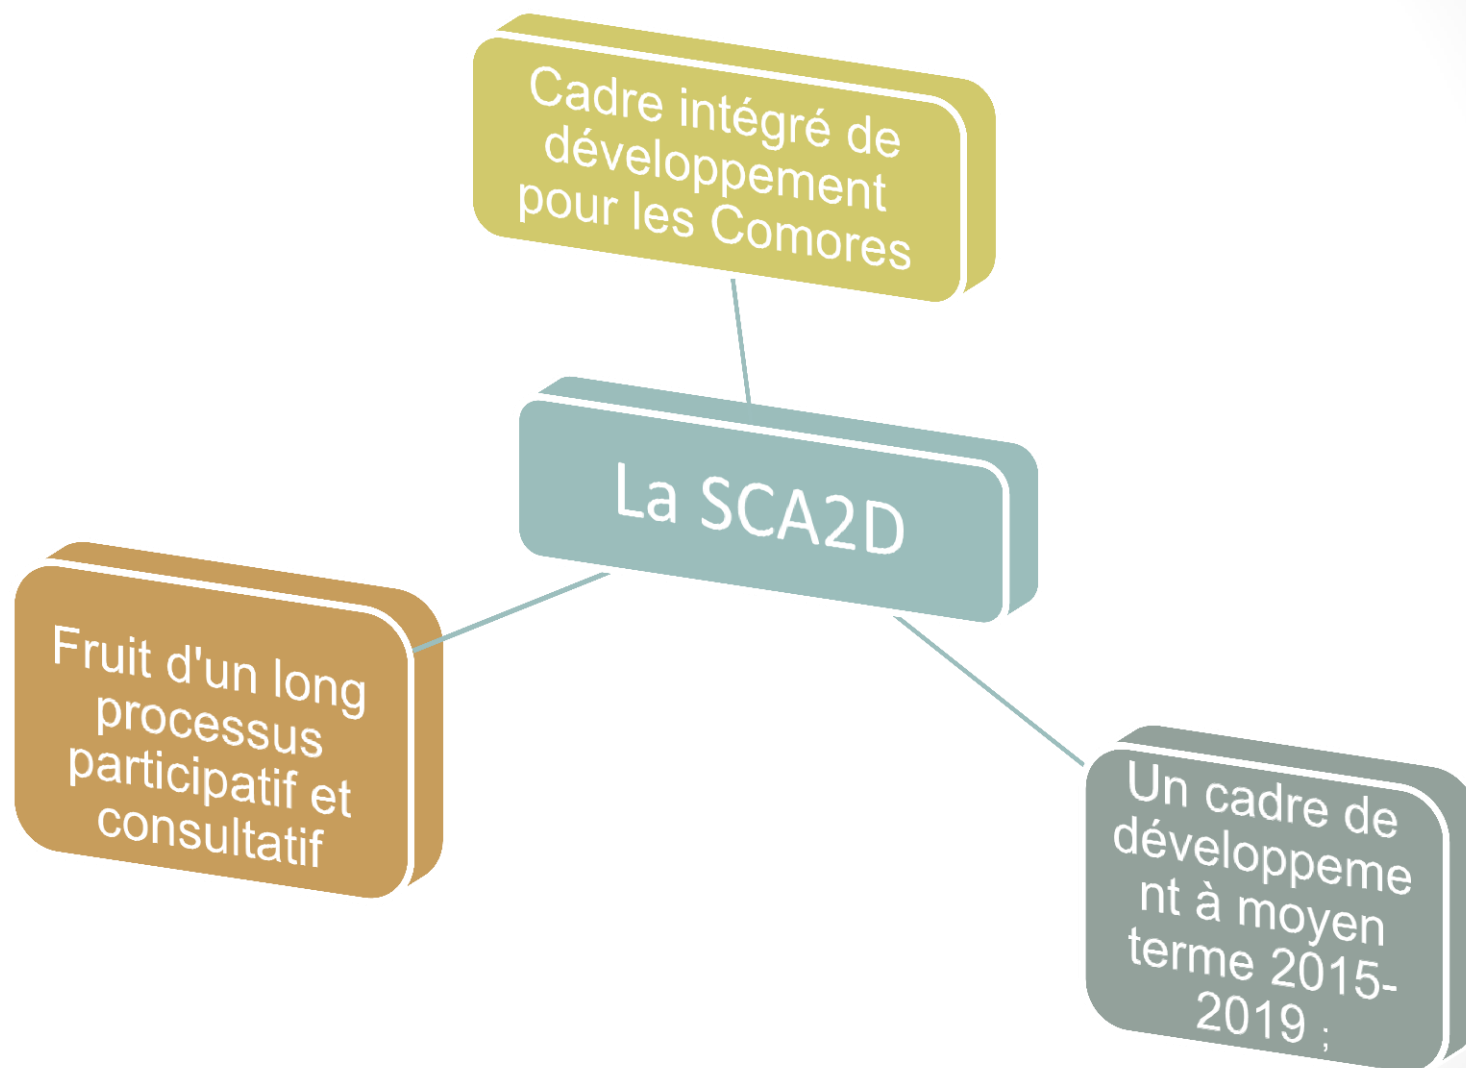 Cadre intégré de
développement
pour les Comores
La SCA2D
Fruit d'un long
processus
participatif et
consultatif
Un cadre de
développeme
nt à moyen
terme 2015-
2019 ;